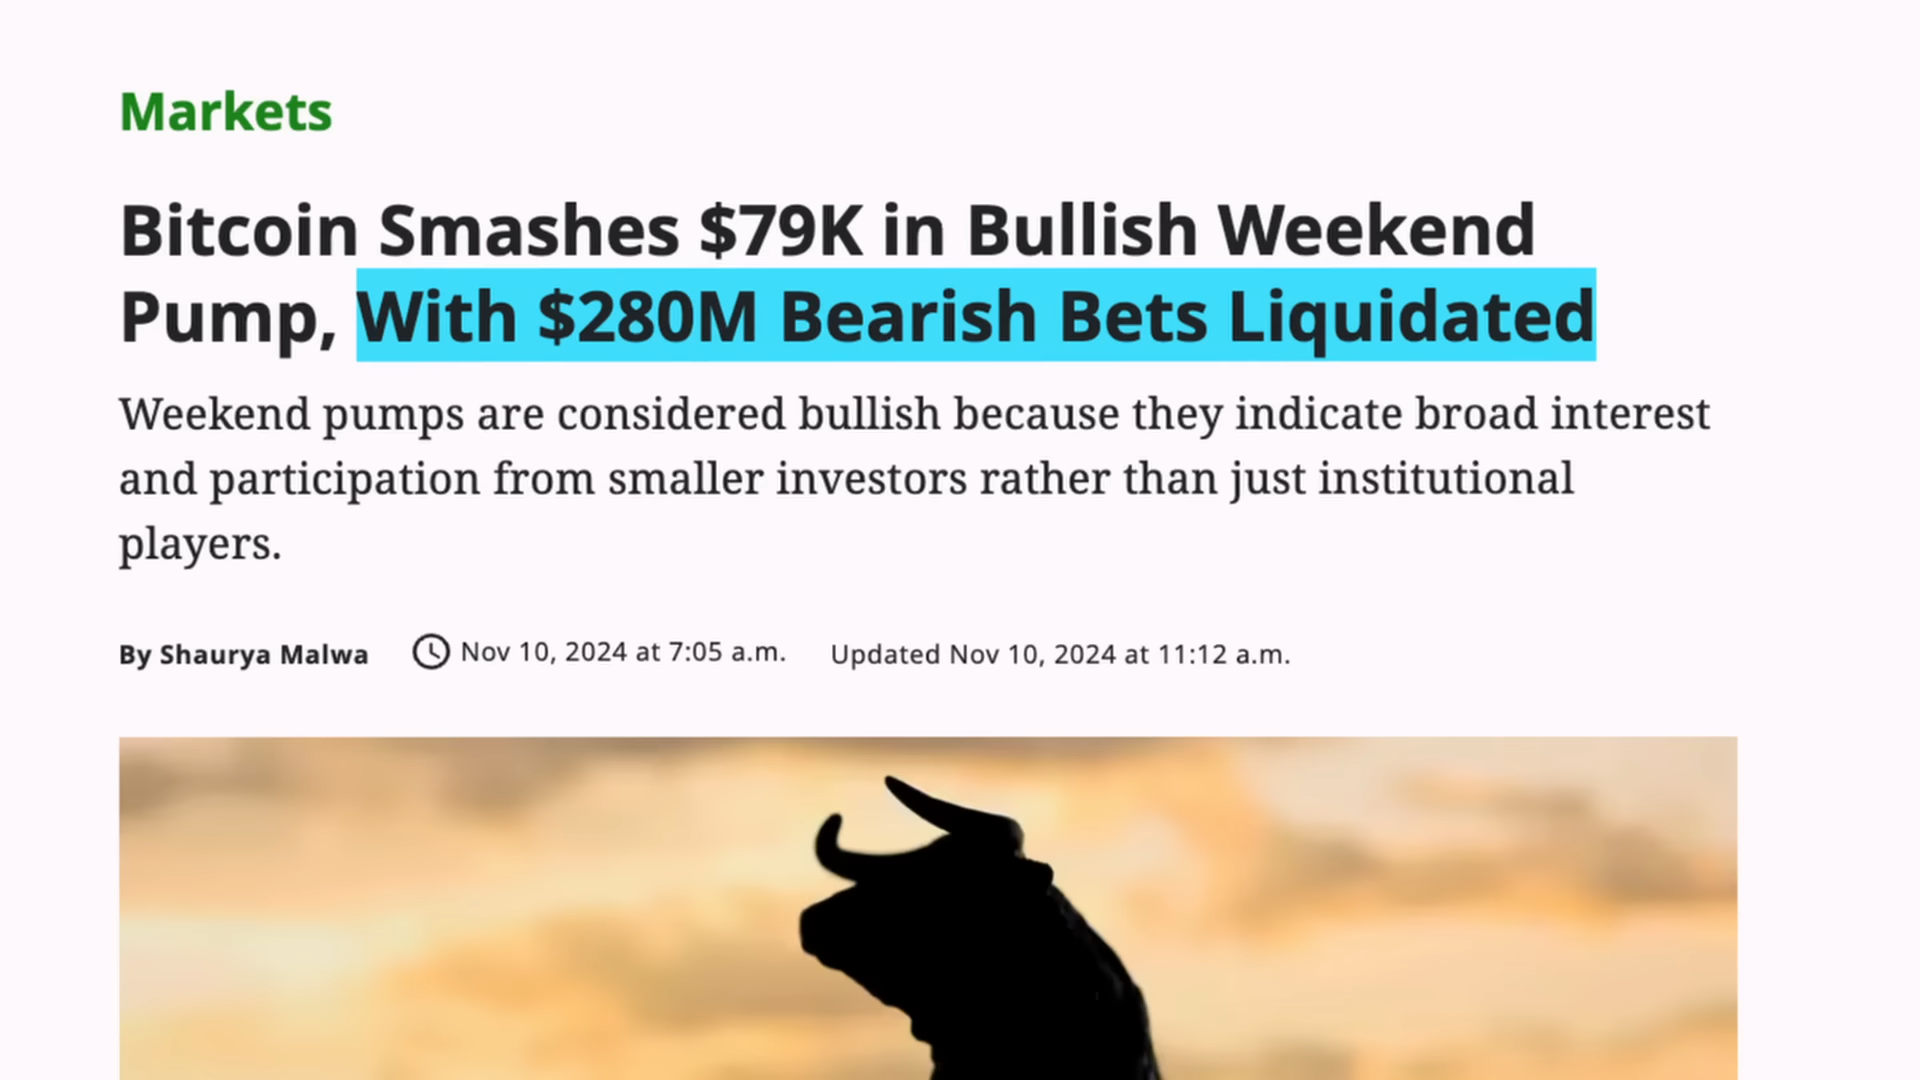 Markets
Bitcoin Smashes $79K in Bullish Weekend
Pump, With $280M Bearish Bets Liquidated
Weekend pumps are considered bullish because they indicate broad interest
and participation from smaller investors rather than just institutional
players.
By Shaurya Malwa Nov 10, 2024 at 7:05 a.m. Updated Nov 10, 2024 at 11:12 a.m.